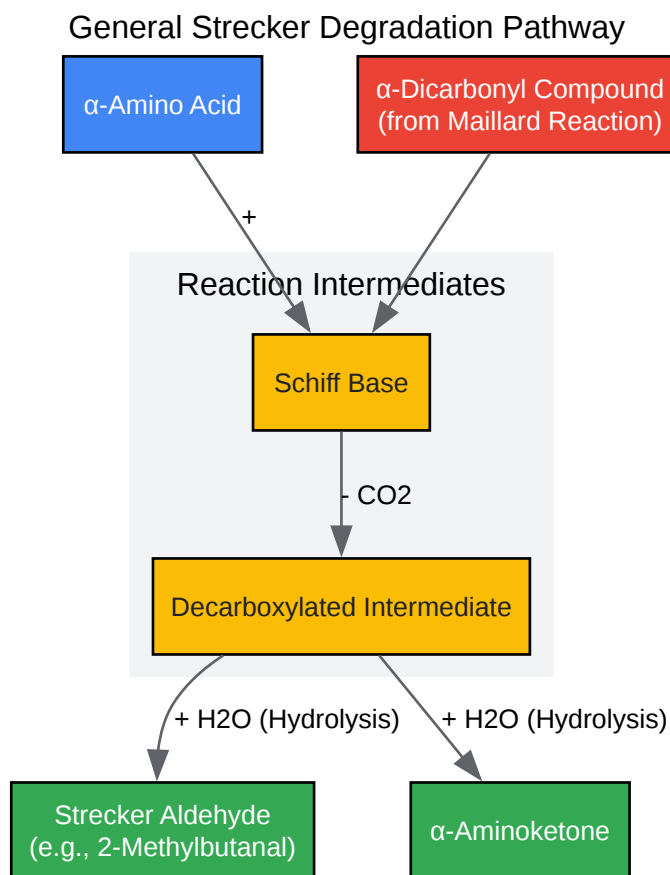 General Strecker Degradation Pathway
α-Amino Acid
α-Dicarbonyl Compound
(from Maillard Reaction)
+
Reaction Intermediates
Schiff Base
- CO2
Decarboxylated Intermediate
+ H2O (Hydrolysis)
+ H2O (Hydrolysis)
Strecker Aldehyde
(e.g., 2-Methylbutanal)
α-Aminoketone